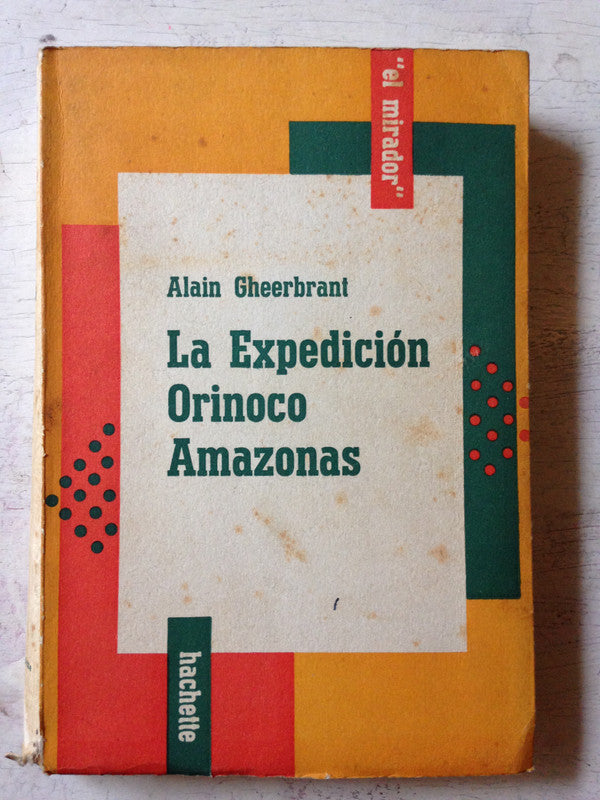 "el mirador"
Alain Gheerbrant
La Expedición
Orinoco
Amazonas
hachette